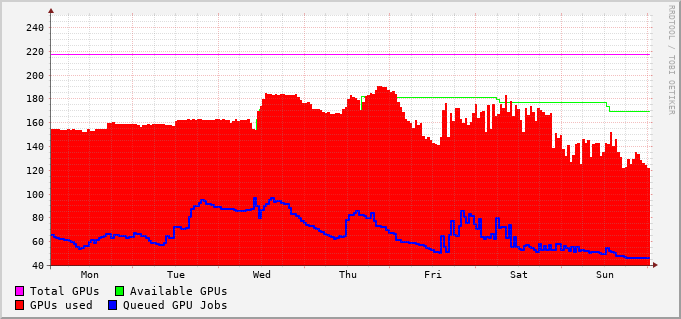 RRDTOOL / TOBI OETIKER
240
220
200
180
160
140
120
100
80
60
40
Mon Tue Wed Thu Fri Sat Sun
Total GPUs Available GPUs
GPUs used Queued GPU Jobs